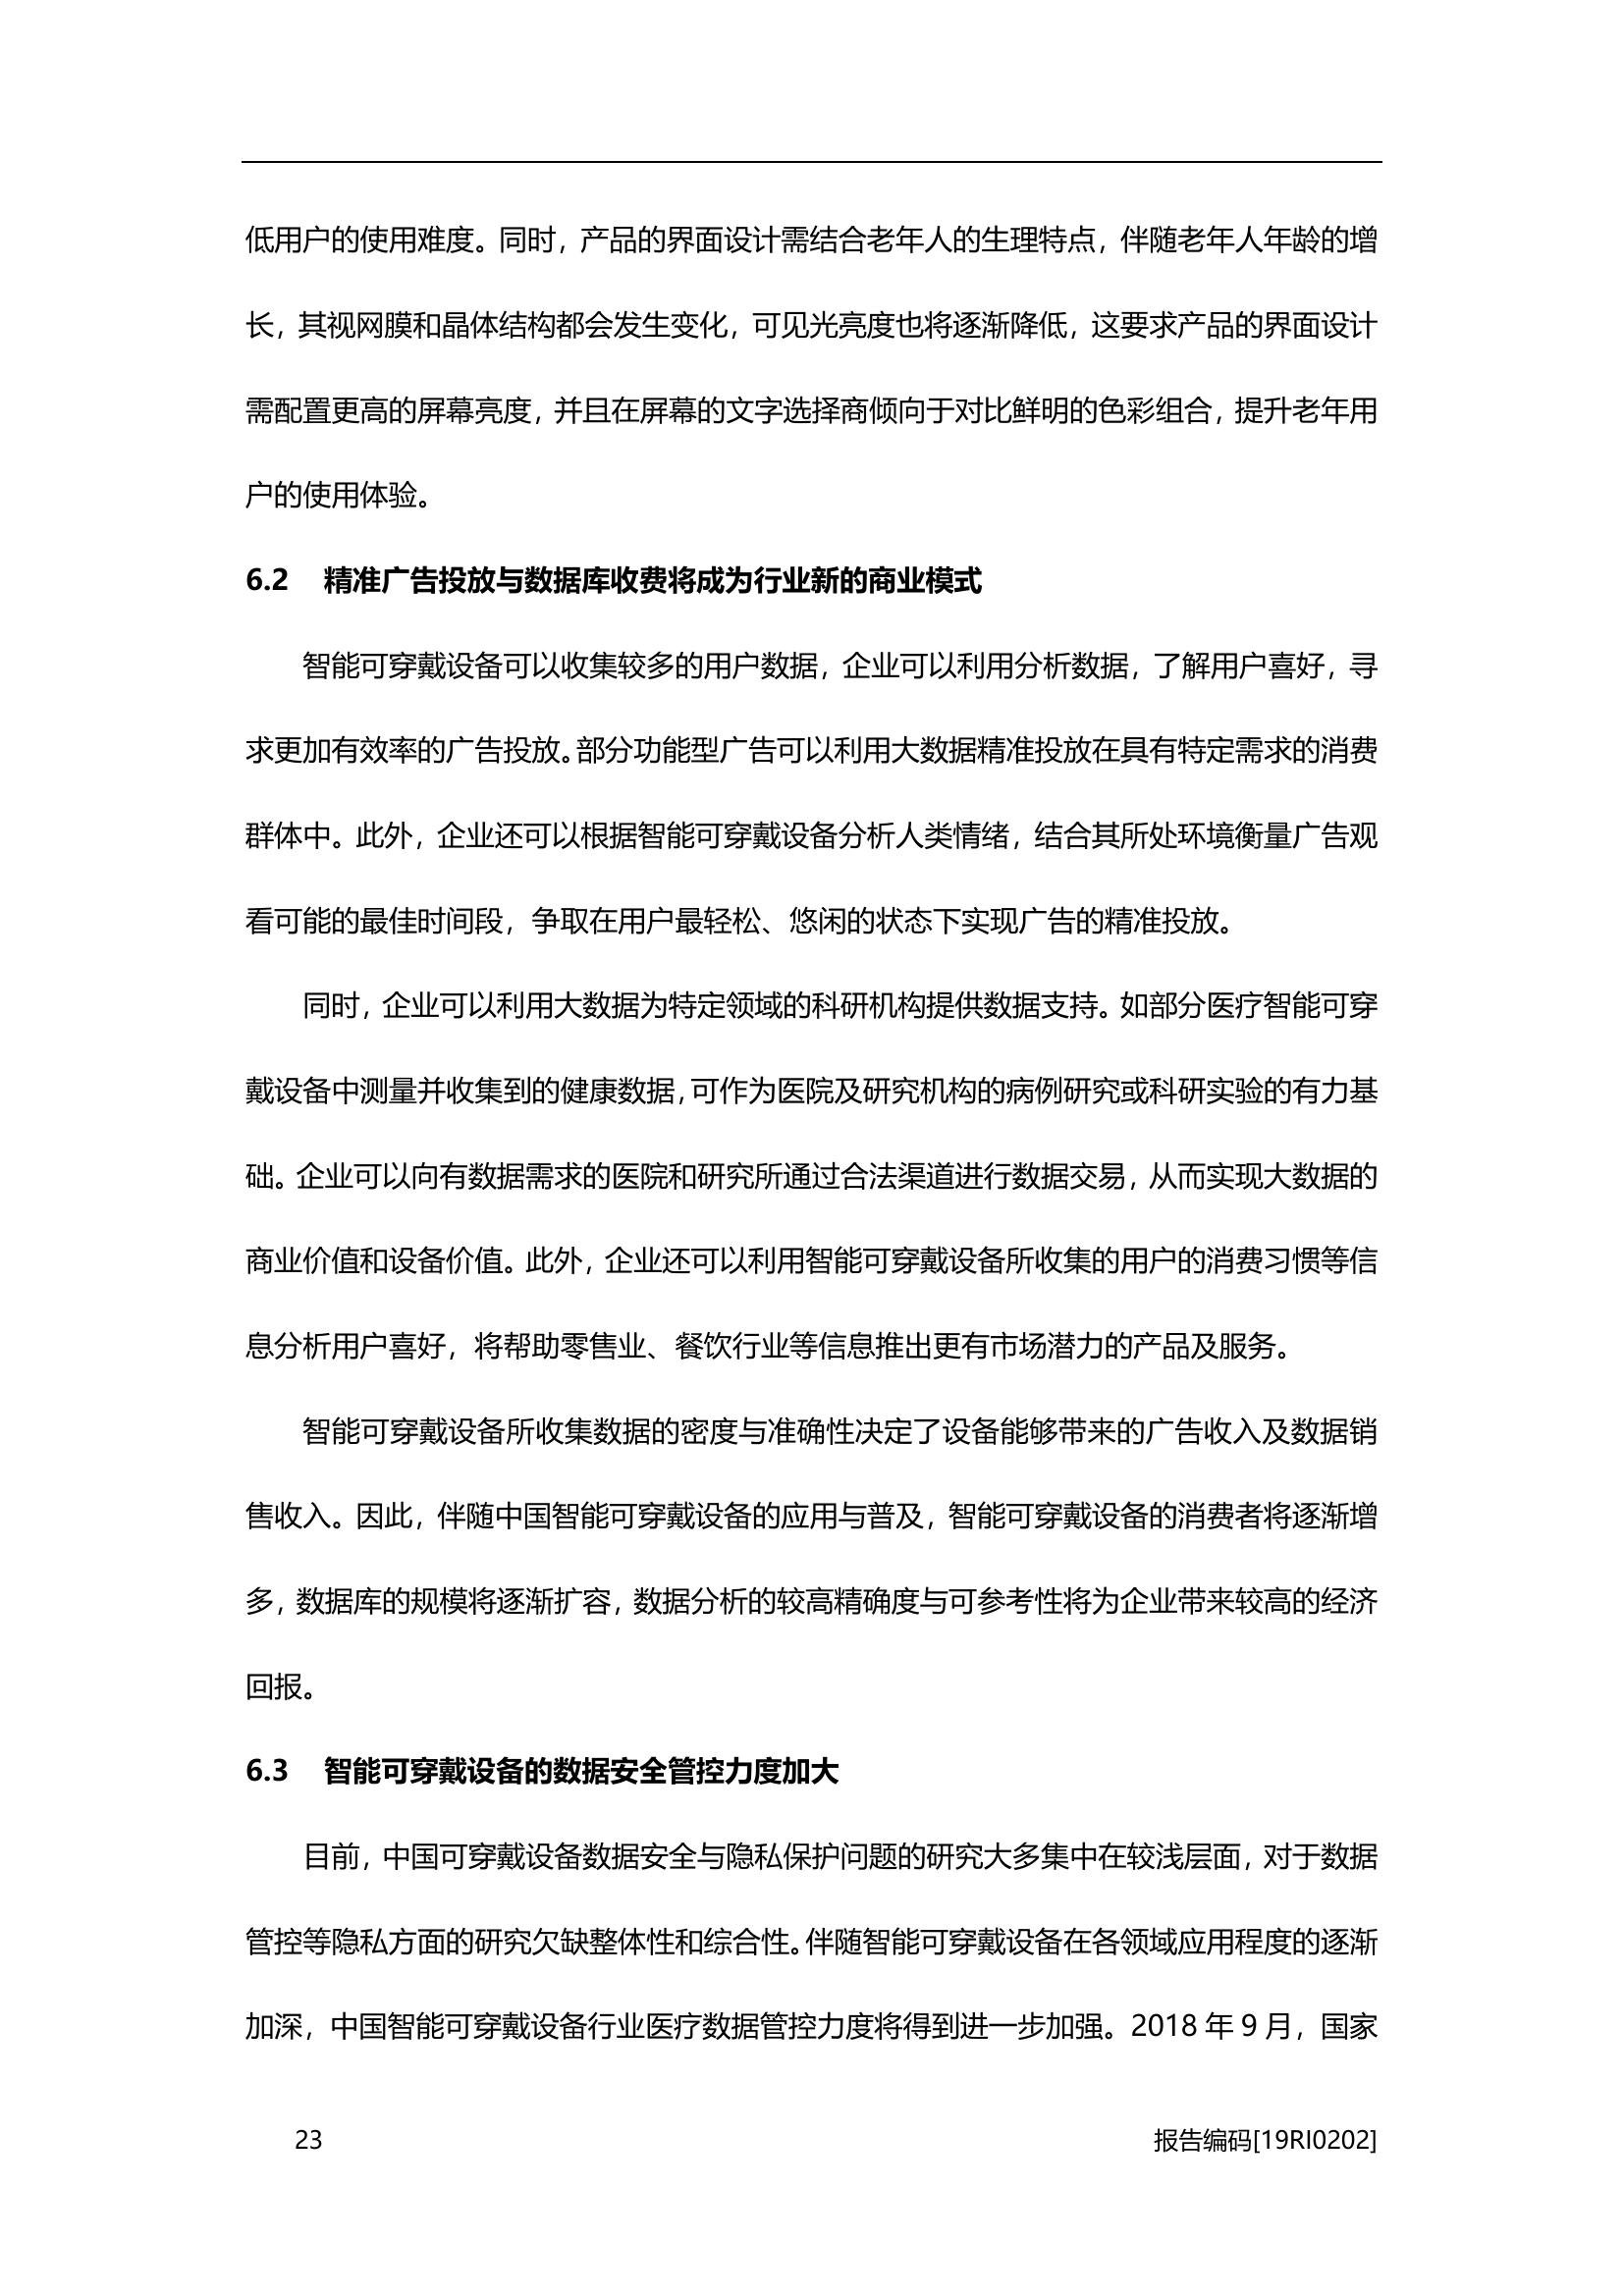 低用户的使用难度。同时，产品的界面设计需结合老年人的生理特点，伴随老年人年龄的增
长，其视网膜和晶体结构都会发生变化，可见光亮度也将逐渐降低，这要求产品的界面设计
需配置更高的屏幕亮度，并且在屏幕的文字选择商倾向于对比鲜明的色彩组合，提升老年用
户的使用体验。
6.2 精准广告投放与数据库收费将成为行业新的商业模式
智能可穿戴设备可以收集较多的用户数据，企业可以利用分析数据，了解用户喜好，寻
求更加有效率的广告投放。部分功能型广告可以利用大数据精准投放在具有特定需求的消费
群体中。此外，企业还可以根据智能可穿戴设备分析人类情绪，结合其所处环境衡量广告观
看可能的最佳时间段，争取在用户最轻松、悠闲的状态下实现广告的精准投放。
同时，企业可以利用大数据为特定领域的科研机构提供数据支持。如部分医疗智能可穿
戴设备中测量并收集到的健康数据，可作为医院及研究机构的病例研究或科研实验的有力基
础。企业可以向有数据需求的医院和研究所通过合法渠道进行数据交易，从而实现大数据的
商业价值和设备价值。此外，企业还可以利用智能可穿戴设备所收集的用户的消费习惯等信
息分析用户喜好，将帮助零售业、餐饮行业等信息推出更有市场潜力的产品及服务。
智能可穿戴设备所收集数据的密度与准确性决定了设备能够带来的广告收入及数据销
售收入。因此，伴随中国智能可穿戴设备的应用与普及，智能可穿戴设备的消费者将逐渐增
多，数据库的规模将逐渐扩容，数据分析的较高精确度与可参考性将为企业带来较高的经济
回报。
6.3 智能可穿戴设备的数据安全管控力度加大
目前，中国可穿戴设备数据安全与隐私保护问题的研究大多集中在较浅层面，对于数据
管控等隐私方面的研究欠缺整体性和综合性。伴随智能可穿戴设备在各领域应用程度的逐渐
加深，中国智能可穿戴设备行业医疗数据管控力度将得到进一步加强。2018 年 9 月，国家
23 报告编码[19RI0202]